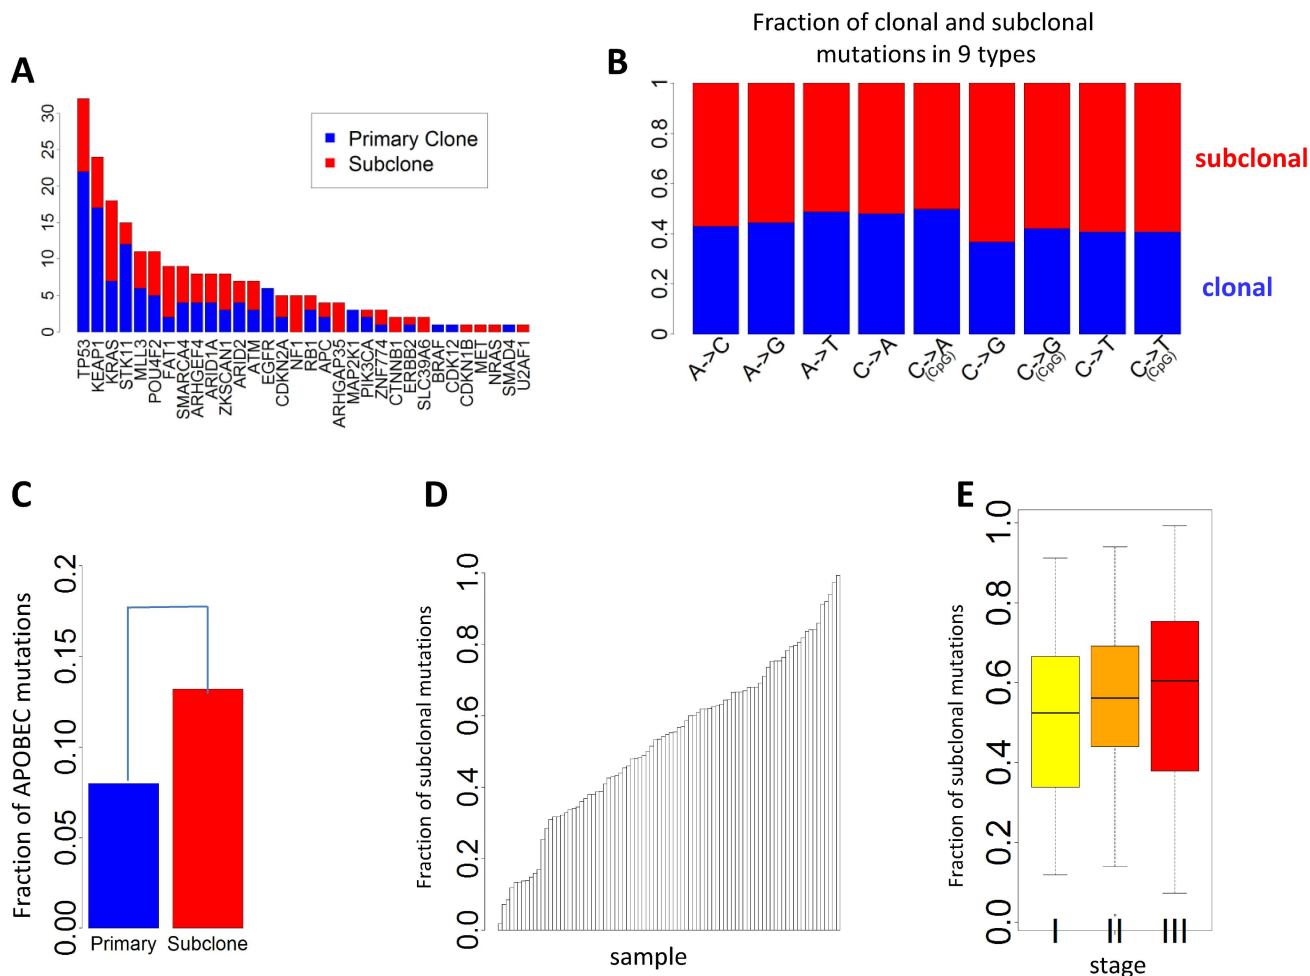 Fraction of clonal and subclonal
mutations in 9 types
A
30
25
20
15
10
5
0
Primary Clone
Subclone
TP53
KEAP1
KRAS
STK11
MLL3
POU4F2
FAT1
SMARCA4
ARHGEF4
ARID1A
ZKSCAN1
ARID2
ATM
EGFR
CDKN2A
NF1
RB1
APC
ARHGAP35
MAP2K1
PIK3CA
ZNF774
CTNNB1
ERBB2
SLC39A6
BRAF
CDK12
CDKN1B
MET
NRAS
SMAD4
U2AF1
B
1
0.8
0.6
0.4
0.2
0
subclonal
clonal
A->C
A->G
A->T
C->A
C->A
(CpG)
C->G
C->G
(CpG)
C->T
C->T
(CpG)
C
Fraction of APOBEC mutations
0.2
0.15
0.10
0.05
0.00
Primary
Subclone
D
Fraction of subclonal mutations
1.0
0.8
0.6
0.4
0.2
0.0
sample
E
Fraction of subclonal mutations
1.0
0.8
0.6
0.4
0.2
0.0
I
II
III
stage